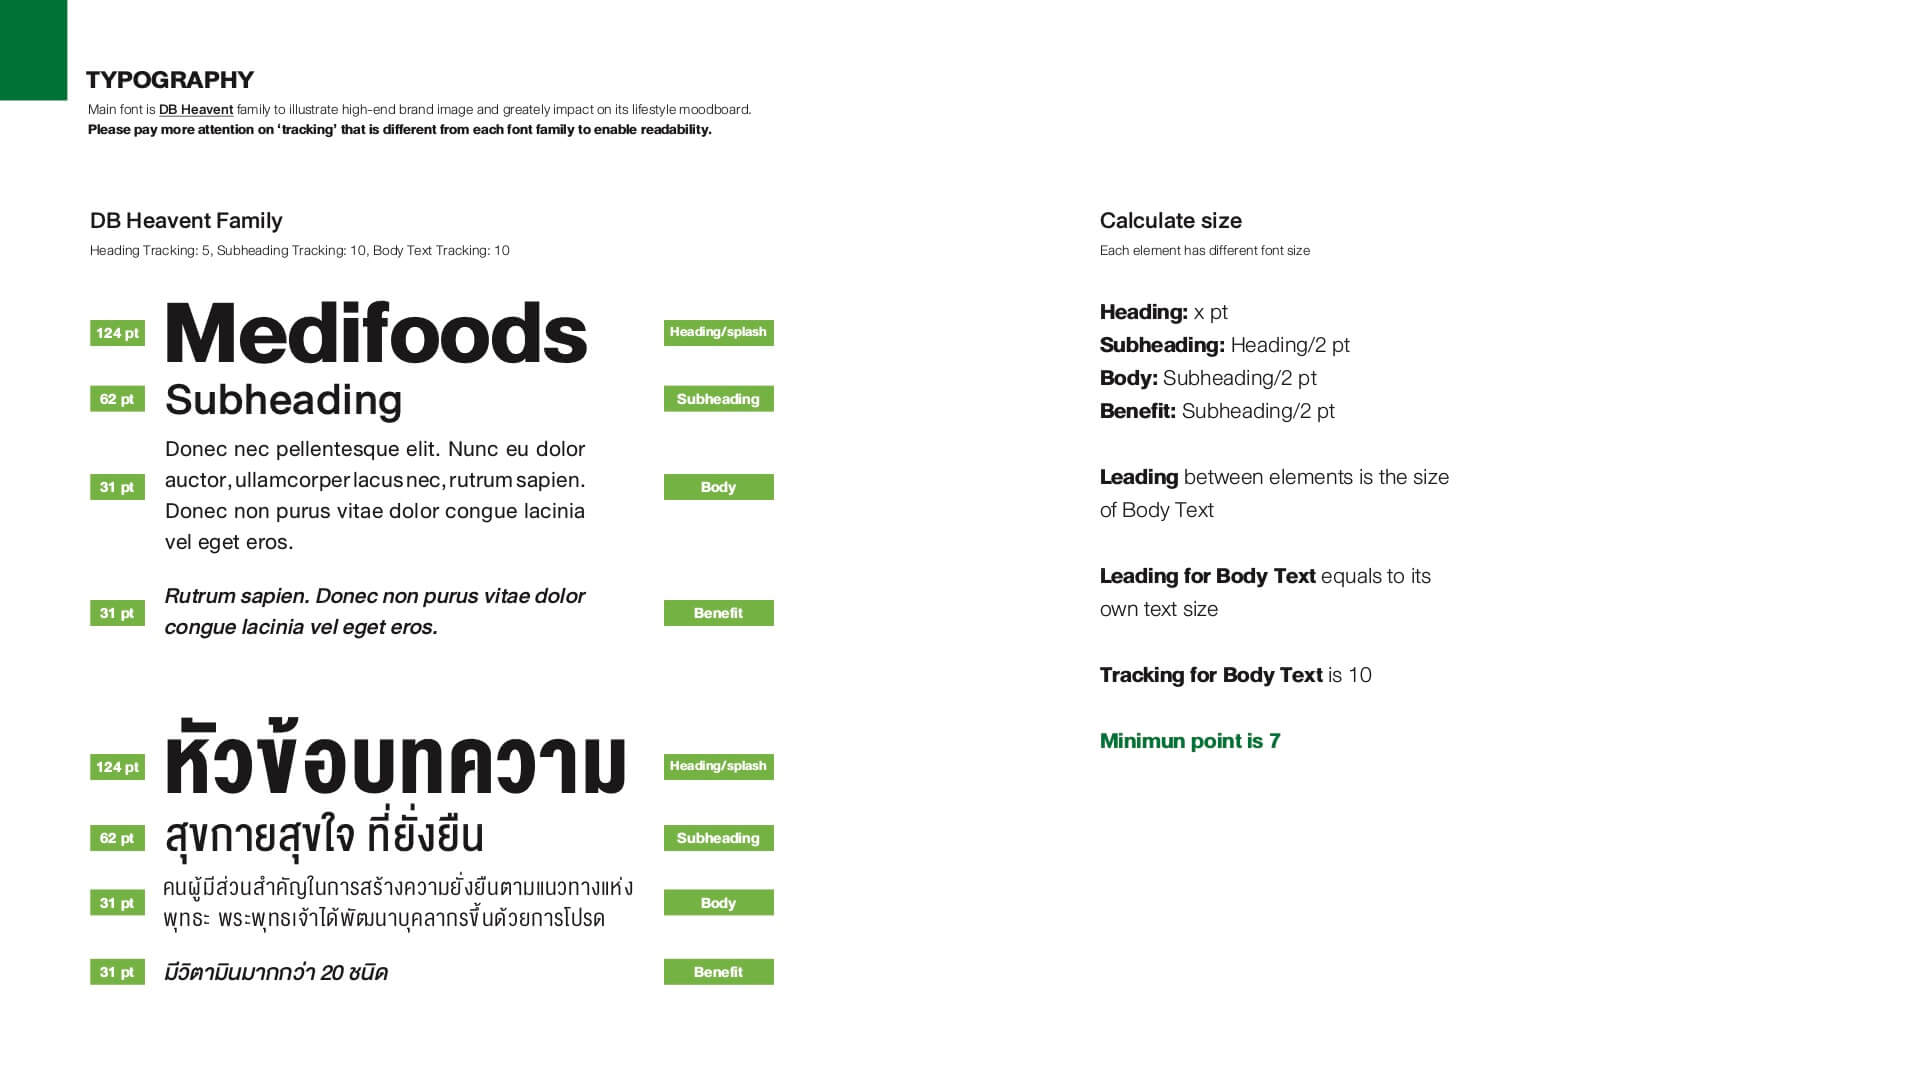 TYPOGRAPHY
Main font is DB Heavent family to illustrate high-end brand image and greately impact on its lifestyle moodboard.
Please pay more attention on ‘tracking’ that is different from each font family to enable readability.
DB Heavent Family
Heading Tracking: 5, Subheading Tracking: 10, Body Text Tracking: 10
124 pt
Medifoods
Heading/splash
62 pt
Subheading
Subheading
31 pt
Donec nec pellentesque elit. Nunc eu dolor
auctor, ullamcorper lacus nec, rutrum sapien.
Donec non purus vitae dolor congue lacinia
vel eget eros.
Body
31 pt
Rutrum sapien. Donec non purus vitae dolor
congue lacinia vel eget eros.
Benefit
124 pt
หัวข้อบทความ
Heading/splash
62 pt
สุขกายสุขใจ ที่ยั่งยืน
Subheading
31 pt
คนผู้มีส่วนสำคัญในการสร้างความยั่งยืนตามแนวทางแห่ง
พุทธะ พระพุทธเจ้าได้พัฒนาบุคลากรขึ้นด้วยการโปรด
Body
31 pt
มีวิตามินมากกว่า 20 ชนิด
Benefit
Calculate size
Each element has different font size
Heading: x pt
Subheading: Heading/2 pt
Body: Subheading/2 pt
Benefit: Subheading/2 pt
Leading between elements is the size
of Body Text
Leading for Body Text equals to its
own text size
Tracking for Body Text is 10
Minimun point is 7